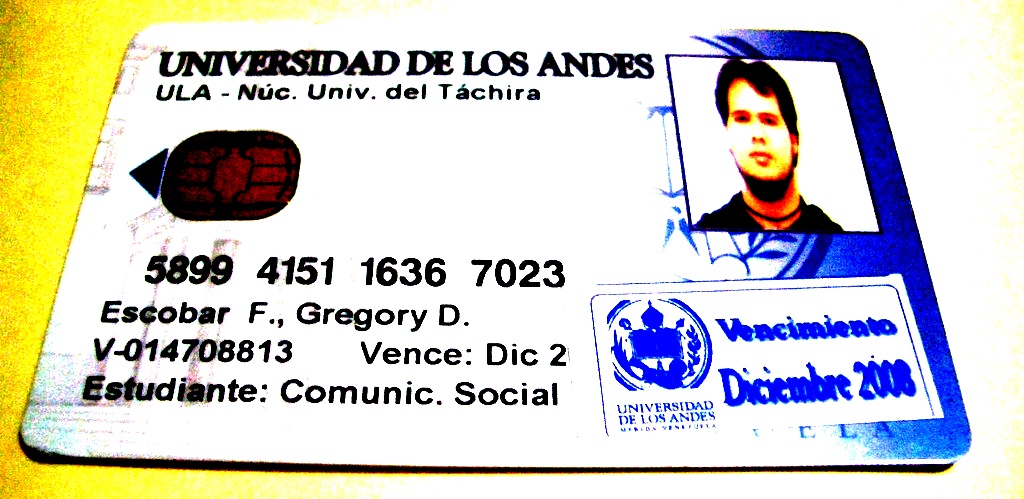 UNIVERSIDAD DE LOS ANDES
ULA - Núc. Univ. del Táchira
5899 4151 1636 7023
Escobar F., Gregory D.
V-014708813 Vence: Dic 2
Estudiante: Comunic. Social
Vencimiento
Diciembre 2008
UNIVERSIDAD
DE LOS ANDES
MERIDA VENEZUELA
V E L A